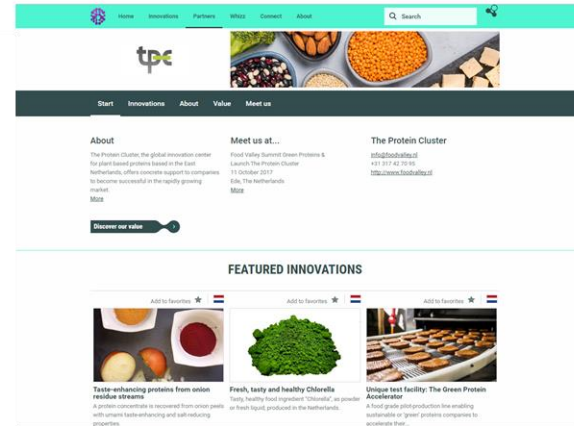 Home Innovations Partners Whizz Connect About Search
tpc
Start Innovations About Value Meet us
About
The Protein Cluster, the global innovation center
for plant-based proteins based in the East
Netherlands, offers concrete support to companies
to become successful in the rapidly growing
market.
More
Discover our value
Meet us at...
Food Valley Summit Green Proteins &
Launch The Protein Cluster
11 October 2017
Ede, The Netherlands
More
The Protein Cluster
info@foodvalley.nl
+31 317 42 70 95
http://www.foodvalley.nl
FEATURED INNOVATIONS
Add to favorites
Taste-enhancing proteins from onion
residue streams
A protein concentrate is recovered from onion peels
with umami taste-enhancing and salt-reducing
properties.
Add to favorites
Fresh, tasty and healthy Chlorella
Tasty, healthy food ingredient "Chlorella", as powder
or fresh liquid, produced in the Netherlands.
Add to favorites
Unique test facility: The Green Protein
Accelerator
A food grade pilot-production line enabling
sustainable or 'green' proteins companies to
accelerate their